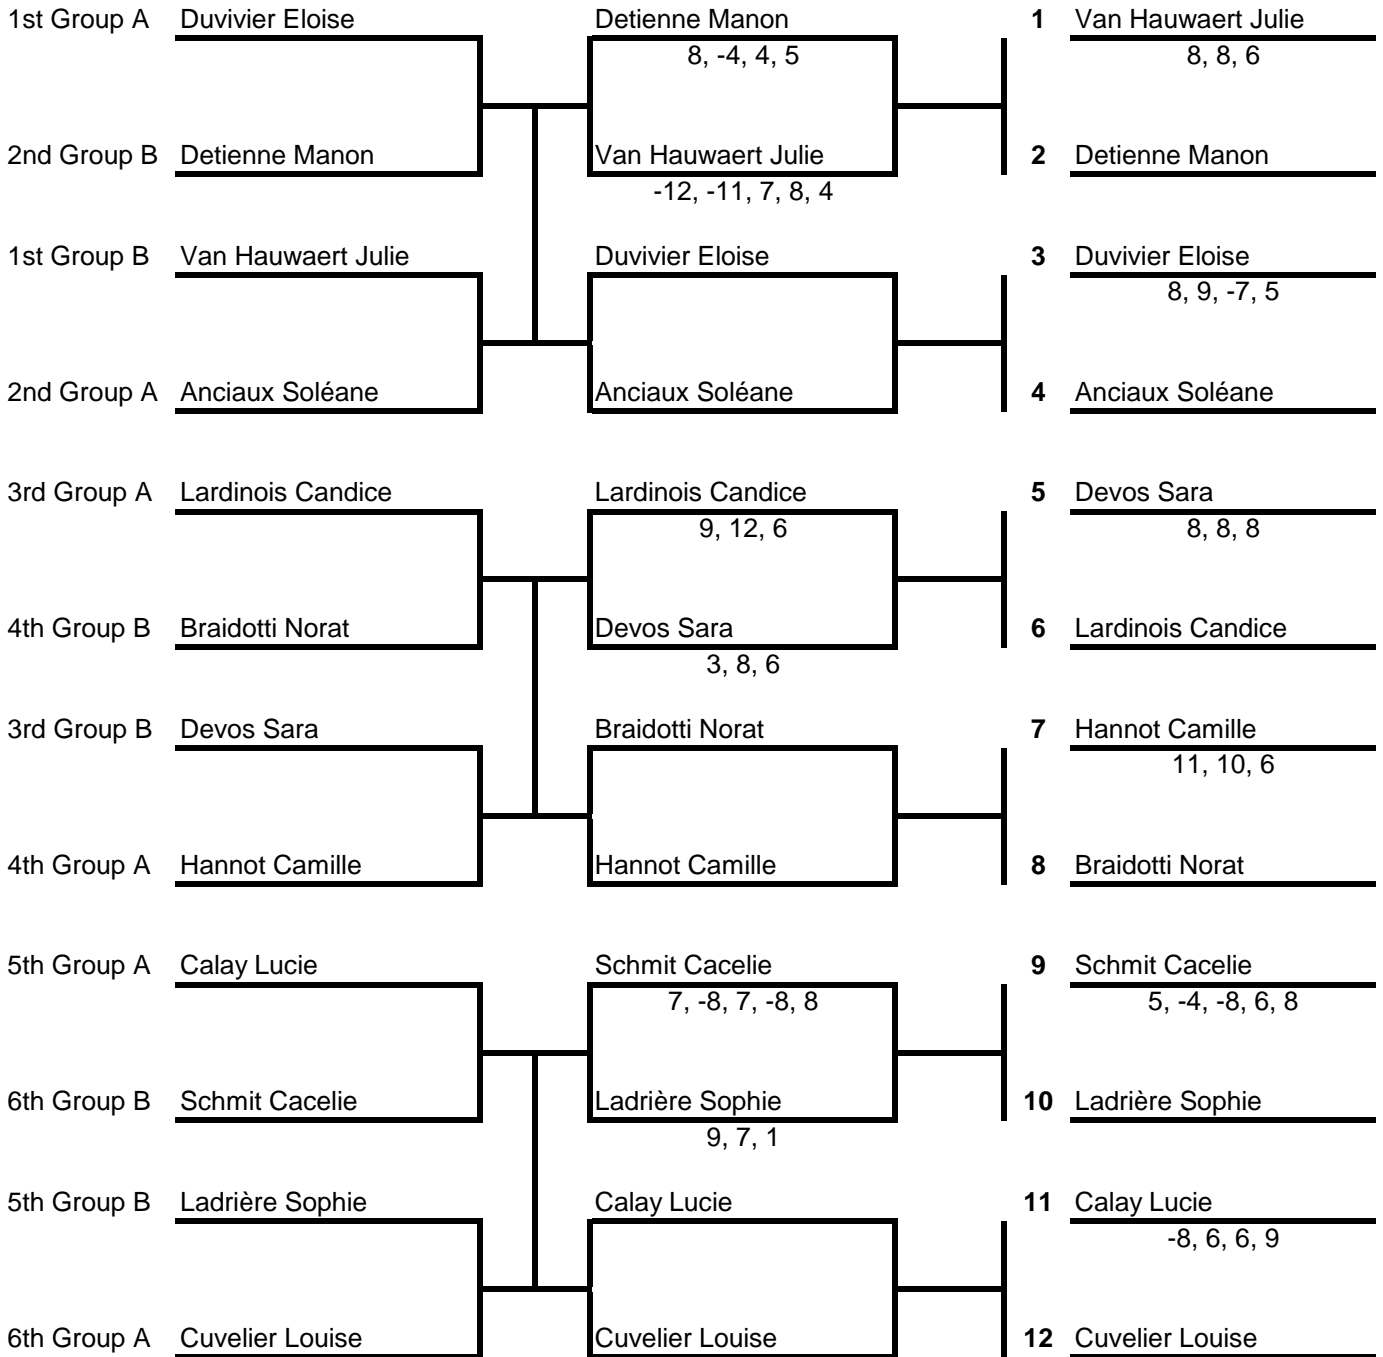 1st Group A Duvivier Eloise Detienne Manon 1 Van Hauwaert Julie
8, -4, 4, 5 8, 8, 6
2nd Group B Detienne Manon Van Hauwaert Julie 2 Detienne Manon
-12, -11, 7, 8, 4
1st Group B Van Hauwaert Julie Duvivier Eloise 3 Duvivier Eloise
8, 9, -7, 5
2nd Group A Anciaux Soléane Anciaux Soléane 4 Anciaux Soléane
3rd Group A Lardinois Candice Lardinois Candice 5 Devos Sara
9, 12, 6 8, 8, 8
4th Group B Braidotti Norat Devos Sara 6 Lardinois Candice
3, 8, 6
3rd Group B Devos Sara Braidotti Norat 7 Hannot Camille
11, 10, 6
4th Group A Hannot Camille Hannot Camille 8 Braidotti Norat
5th Group A Calay Lucie Schmit Cacelie 9 Schmit Cacelie
7, -8, 7, -8, 8 5, -4, -8, 6, 8
6th Group B Schmit Cacelie Ladrière Sophie 10 Ladrière Sophie
9, 7, 1
5th Group B Ladrière Sophie Calay Lucie 11 Calay Lucie
-8, 6, 6, 9
6th Group A Cuvelier Louise Cuvelier Louise 12 Cuvelier Louise